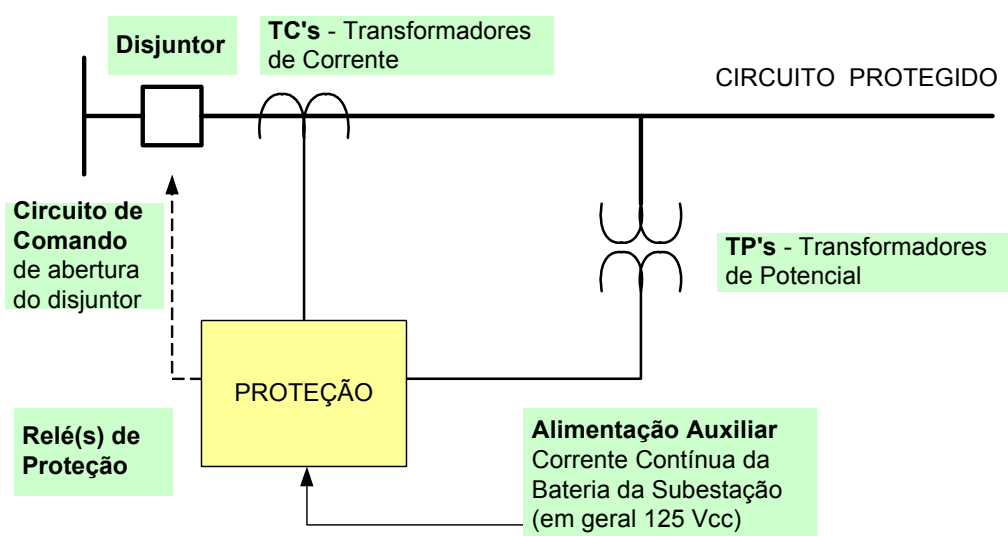 Disjuntor
TC's - Transformadores
de Corrente
CIRCUITO PROTEGIDO
Circuito de
Comando
de abertura
do disjuntor
TP's - Transformadores
de Potencial
PROTEÇÃO
Relé(s) de
Proteção
Alimentação Auxiliar
Corrente Contínua da
Bateria da Subestação
(em geral 125 Vcc)